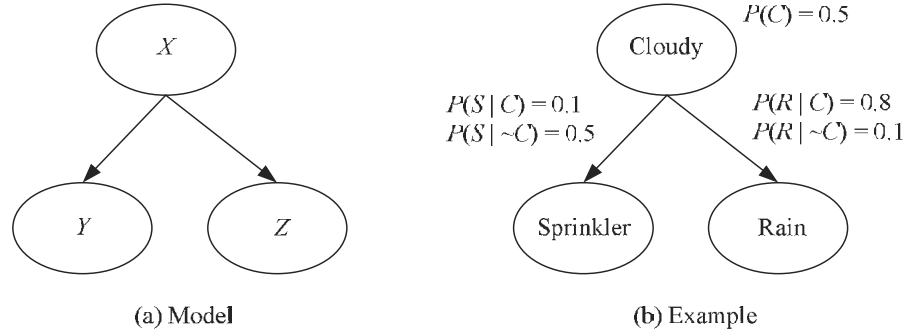 X
Y
Z
(a) Model
P(C) = 0.5
Cloudy
P(S | C) = 0.1
P(S | ~C) = 0.5
P(R | C) = 0.8
P(R | ~C) = 0.1
Sprinkler
Rain
(b) Example